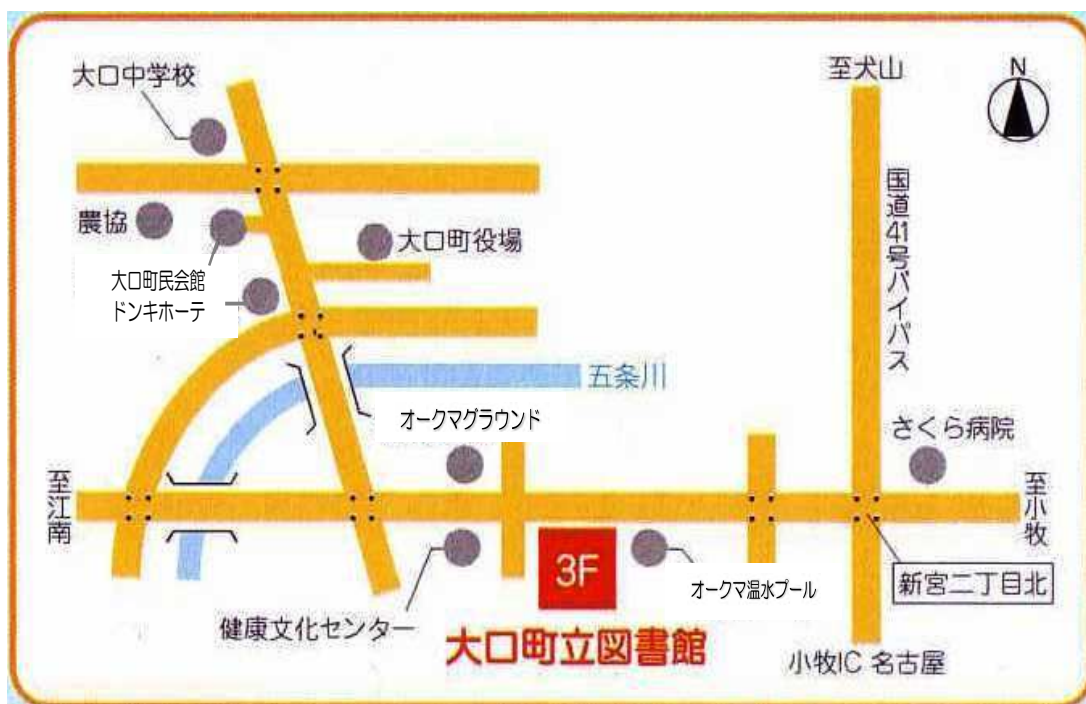 大口中学校
至犬山
N
国道41号バイパス
農協
大口町役場
大口町民会館
ドンキホーテ
五条川
オークマグラウンド
さくら病院
至江南
至小牧
3F
オークマ温水プール
新宮二丁目北
健康文化センター
大口町立図書館
小牧IC 名古屋